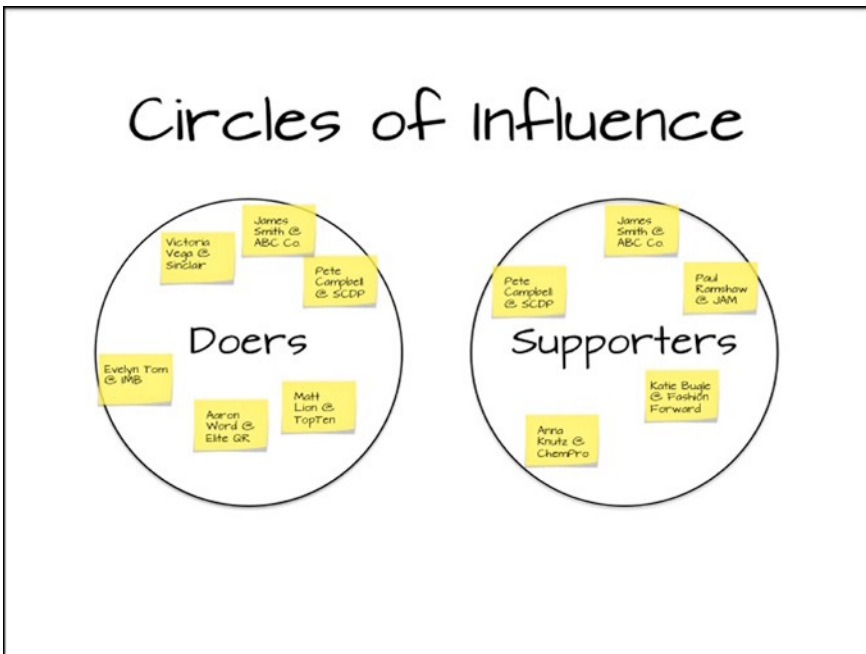 Circles of Influence
Doers
Victoria
Vega @
Sinclair
James
Smith @
ABC Co.
Pete
Campbell
@ SCDP
Evelyn Tom
@ IMB
Aaron
Word @
Elite QR
Matt
Lion @
TopTen
Supporters
Pete
Campbell
@ SCDP
James
Smith @
ABC Co.
Paul
Ramshaw
@ JAM
Katie Bugle
@ Fashion
Forward
Anna
Knutz @
ChemPro